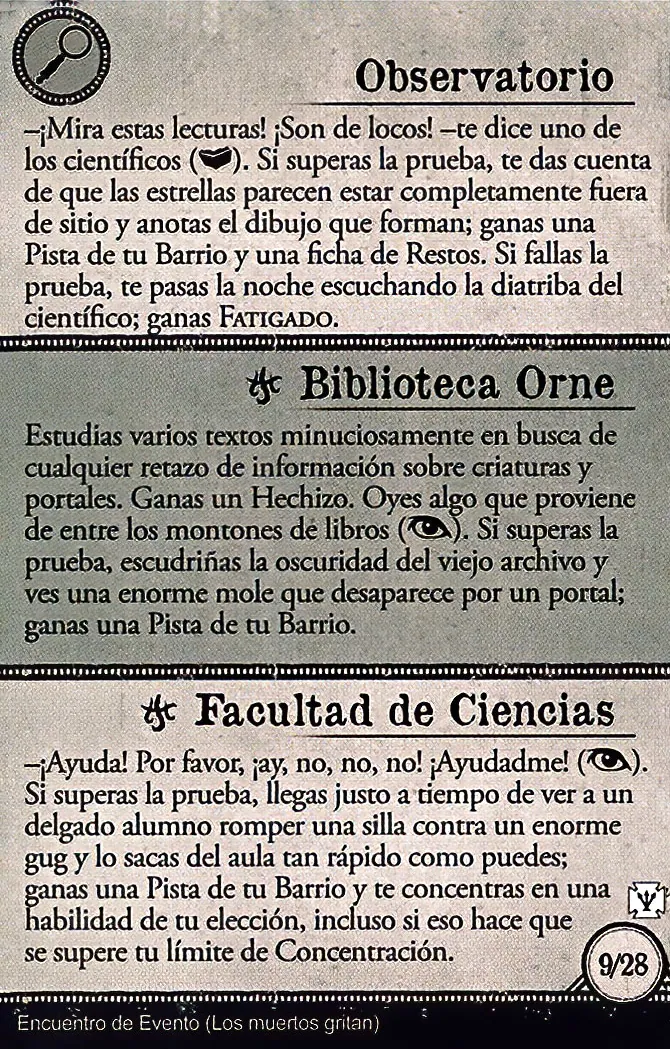 Observatorio
–¡Mira estas lecturas! ¡Son de locos! –te dice uno de
los científicos (). Si superas la prueba, te das cuenta
de que las estrellas parecen estar completamente fuera
de sitio y anotas el dibujo que forman; ganas una
Pista de tu Barrio y una ficha de Restos. Si fallas la
prueba, te pasas la noche escuchando la diatriba del
científico; ganas FATIGADO.
Biblioteca Orne
Estudias varios textos minuciosamente en busca de
cualquier retazo de información sobre criaturas y
portales. Ganas un Hechizo. Oyes algo que proviene
de entre los montones de libros (). Si superas la
prueba, escudriñas la oscuridad del viejo archivo y
ves una enorme mole que desaparece por un portal;
ganas una Pista de tu Barrio.
Facultad de Ciencias
–¡Ayuda! Por favor, ¡ay, no, no, no! ¡Ayudadme! ().
Si superas la prueba, llegas justo a tiempo de ver a un
delgado alumno romper una silla contra un enorme
gug y lo sacas del aula tan rápido como puedes;
ganas una Pista de tu Barrio y te concentras en una
habilidad de tu elección, incluso si eso hace que
se supere tu límite de Concentración.
9/28
Encuentro de Evento (Los muertos gritan)